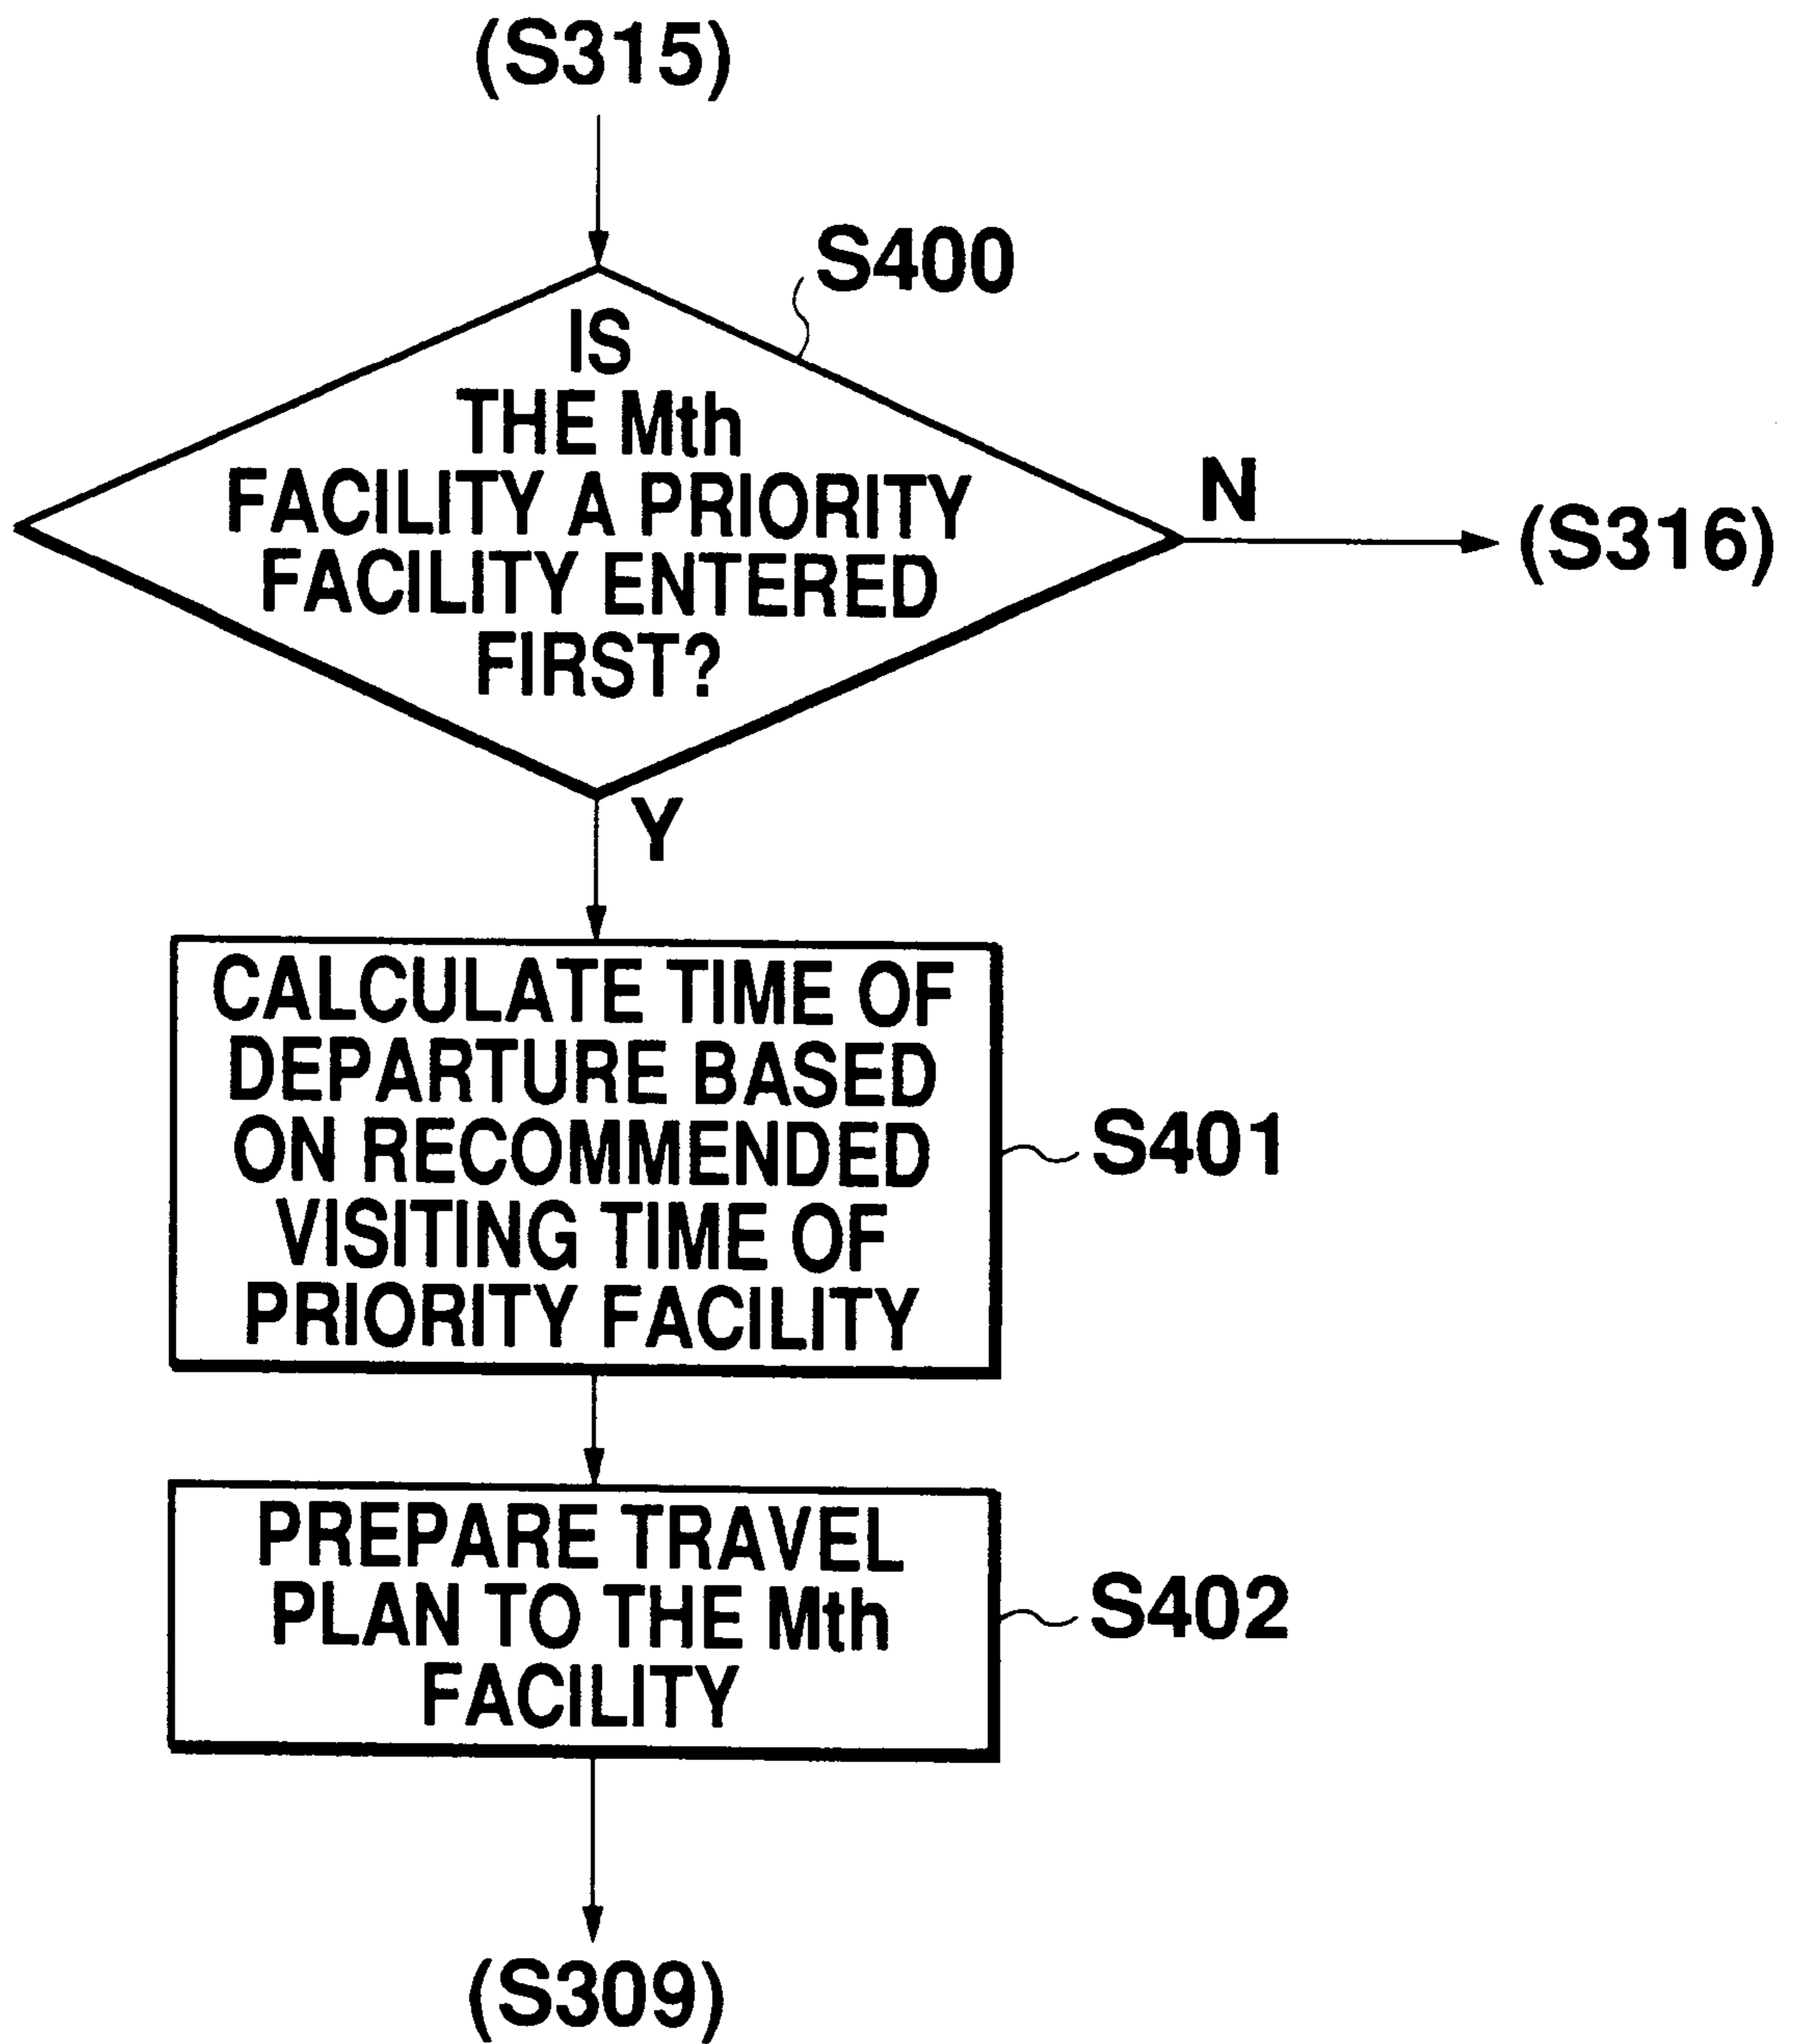 (S315)
S400
IS
THE Mth
FACILITY A PRIORITY
FACILITY ENTERED
FIRST?
N
(S316)
Y
CALCULATE TIME OF
DEPARTURE BASED
ON RECOMMENDED
VISITING TIME OF
PRIORITY FACILITY
S401
PREPARE TRAVEL
PLAN TO THE Mth
FACILITY
S402
(S309)